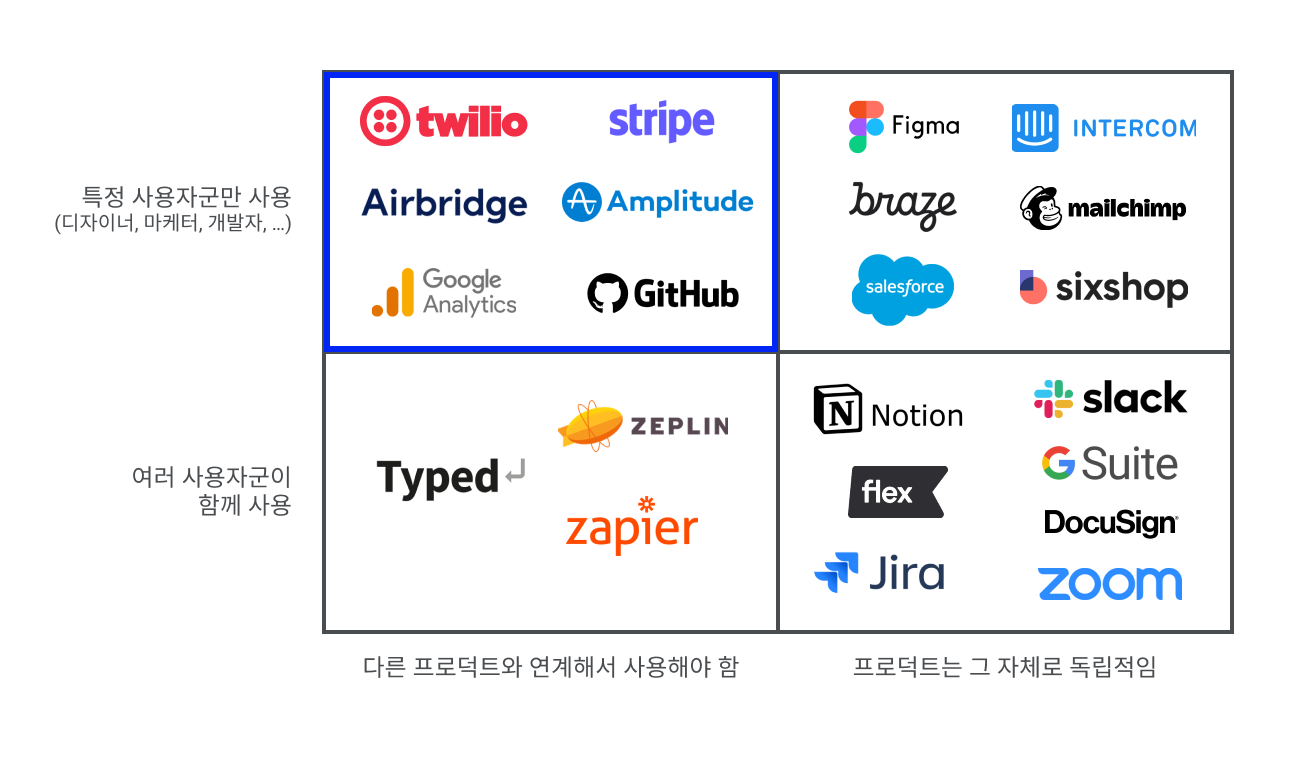 twilio
stripe
Figma
INTERCOM
특정 사용자군만 사용
(디자이너, 마케터, 개발자, ...)
Airbridge
Amplitude
braze
mailchimp
Google
Analytics
GitHub
salesforce
sixshop
여러 사용자군이
함께 사용
Typed
ZEPLIN
zapier
Notion
slack
flex
G Suite
DocuSign
Jira
zoom
다른 프로덕트와 연계해서 사용해야 함
프로덕트는 그 자체로 독립적임